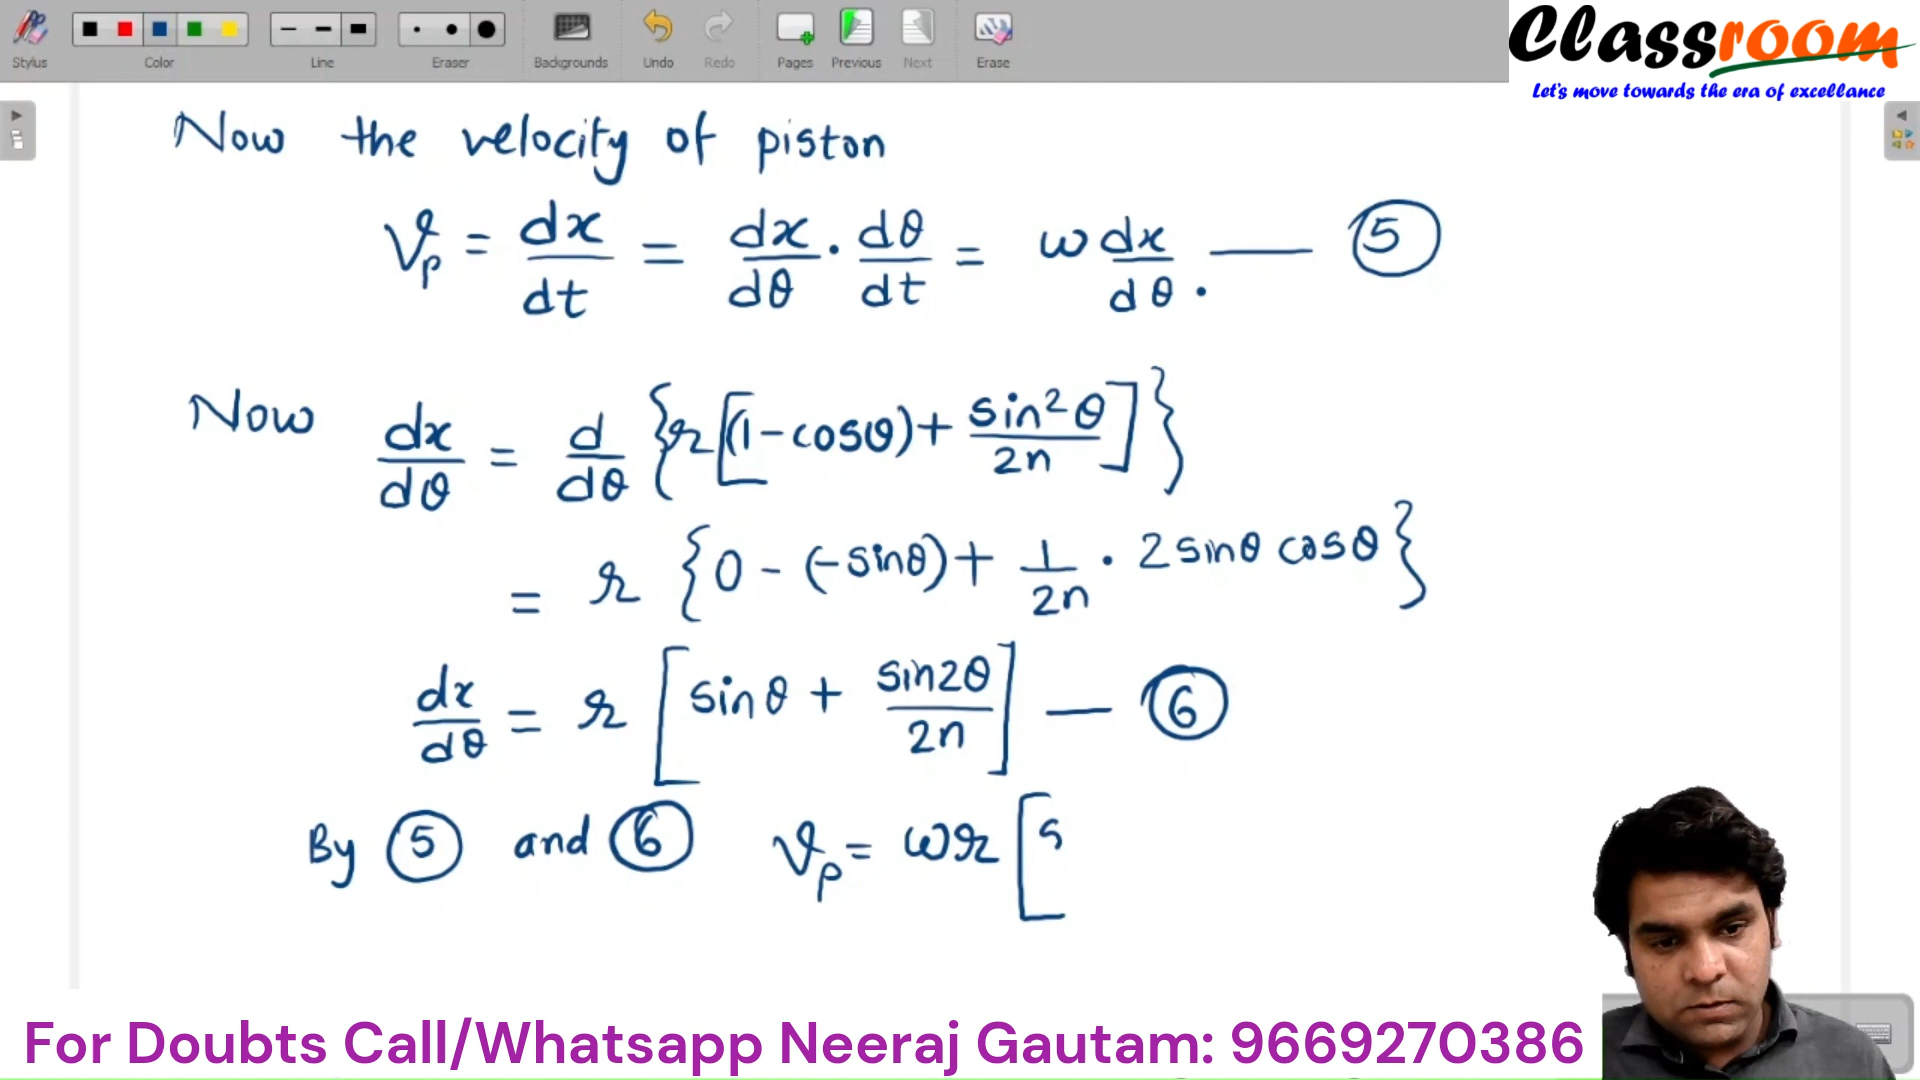 Stylus Color Line Eraser Backgrounds Undo Redo Pages Previous Next Erase
Classroom
Let's move towards the era of excellance
Now the velocity of piston
Vp = dx/dt = dx/dθ · dθ/dt = ω dx/dθ . — 5
Now dx/dθ = d/dθ {r[(1-cosθ) + sin²θ/2n]}
= r {0 - (-sinθ) + 1/2n · 2 sinθ cosθ}
dx/dθ = r [sinθ + sin2θ/2n] — 6
By 5 and 6 Vp = ωr [s
For Doubts Call/Whatsapp Neeraj Gautam: 9669270386